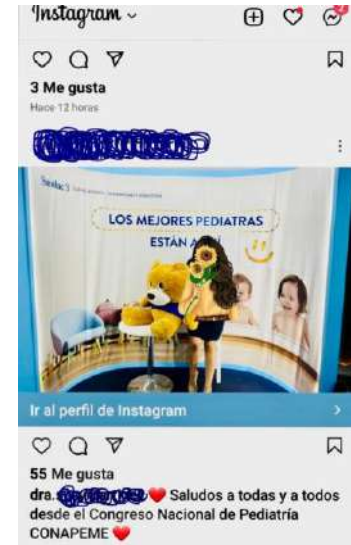 Instagram
2
3 Me gusta
Hace 12 horas
LOS MEJORES PEDIATRAS
ESTÁN
Ir al perfil de Instagram
55 Me gusta
dra. Saludos a todas y a todos
desde el Congreso Nacional de Pediatría
CONAPEME